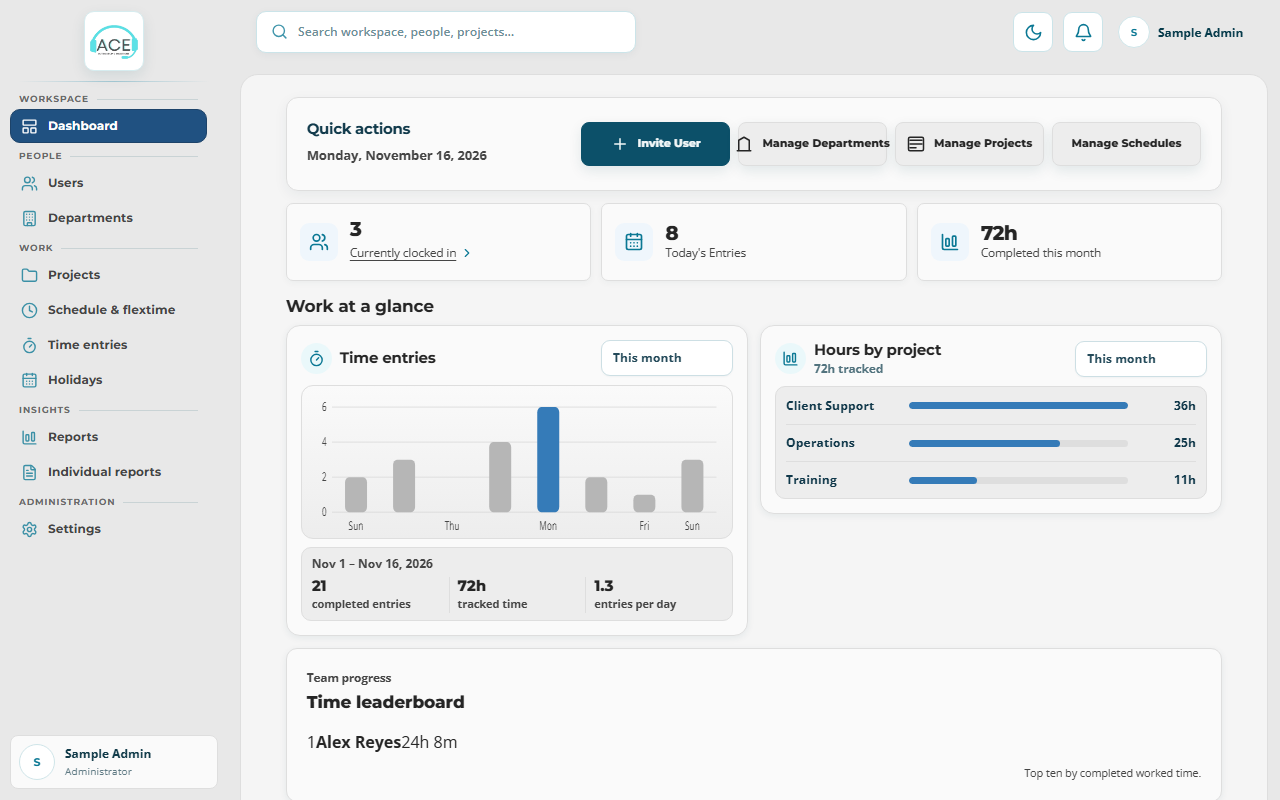 ACE
WORKSPACE
Dashboard
PEOPLE
Users
Departments
WORK
Projects
Schedule & flextime
Time entries
Holidays
INSIGHTS
Reports
Individual reports
ADMINISTRATION
Settings
S
Sample Admin
Administrator
Search workspace, people, projects...
S
Sample Admin
Quick actions
Monday, November 16, 2026
Invite User
Manage Departments
Manage Projects
Manage Schedules
3
Currently clocked in
8
Today's Entries
72h
Completed this month
Work at a glance
Time entries
This month
6
4
2
0
Sun
Thu
Mon
Fri
Sun
Nov 1 – Nov 16, 2026
21
completed entries
72h
tracked time
1.3
entries per day
Hours by project
72h tracked
This month
Client Support
36h
Operations
25h
Training
11h
Team progress
Time leaderboard
1Alex Reyes24h 8m
Top ten by completed worked time.